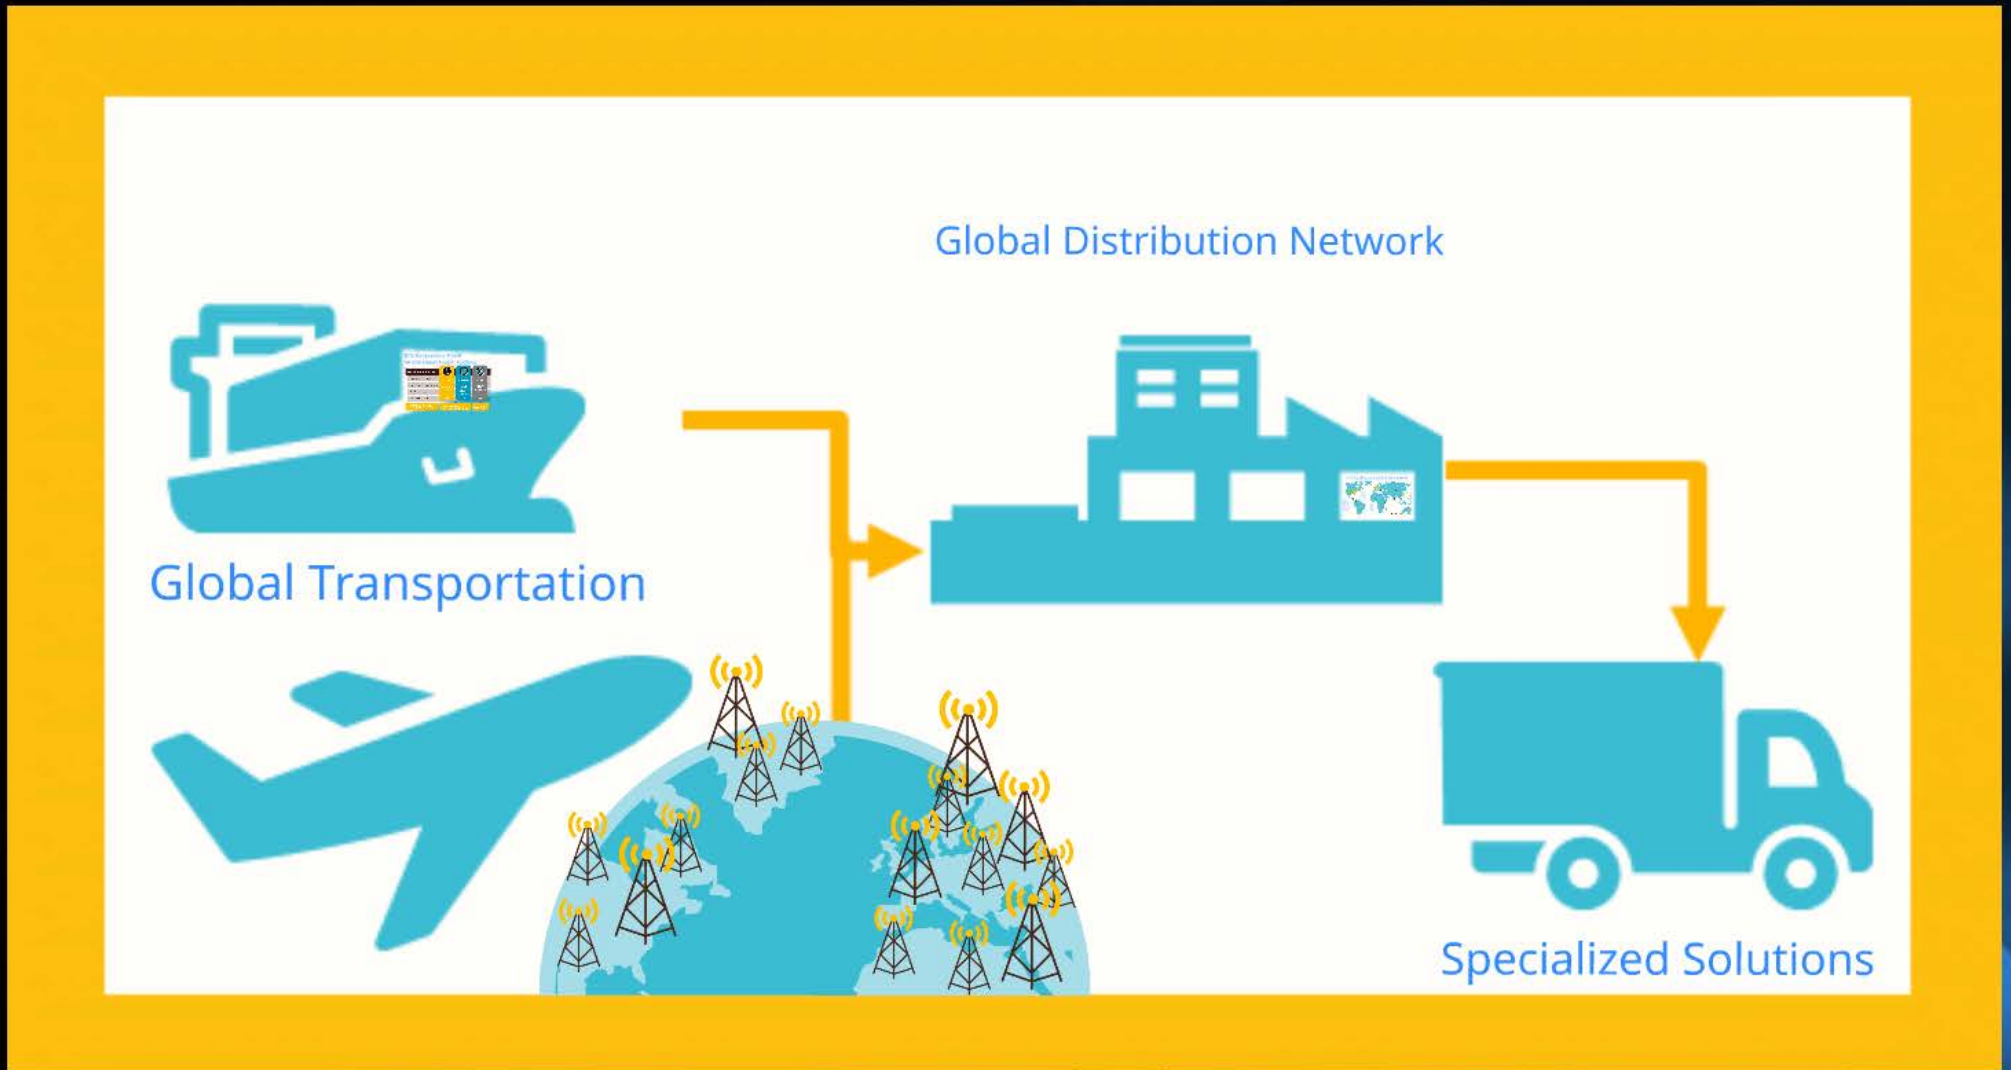 Global Distribution Network
Global Transportation
Specialized Solutions